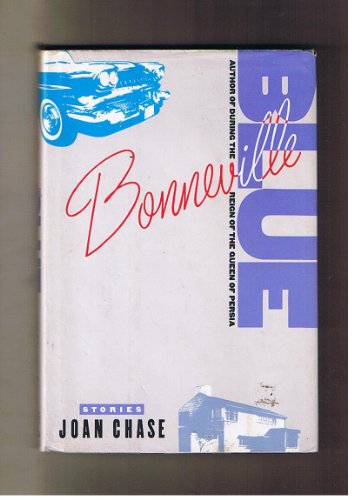 Bonneville
BLUE
AUTHOR OF DURING THE REIGN OF THE QUEEN OF PERSIA
STORIES
JOAN CHASE